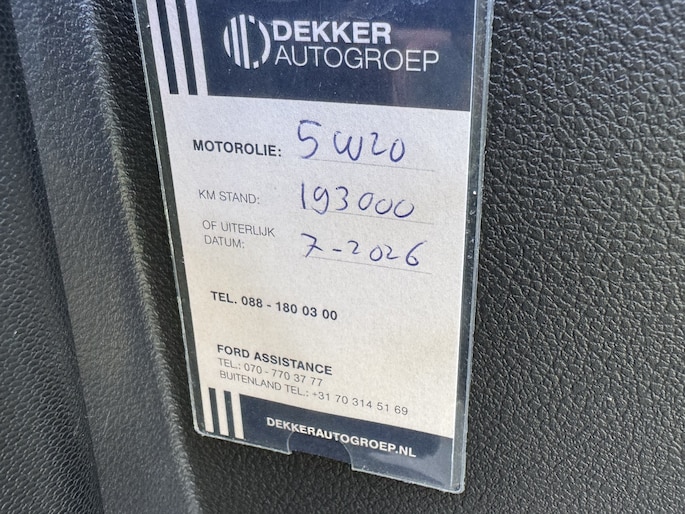 DEKKER
AUTOGROEP
MOTOROLIE: 5W20
KM STAND: 193000
OF UITERLIJK
DATUM: 7-2026
TEL. 088 - 180 03 00
FORD ASSISTANCE
TEL.: 070 - 770 37 77
BUITENLAND TEL.: +31 70 314 51 69
DEKKERAUTOGROEP.NL